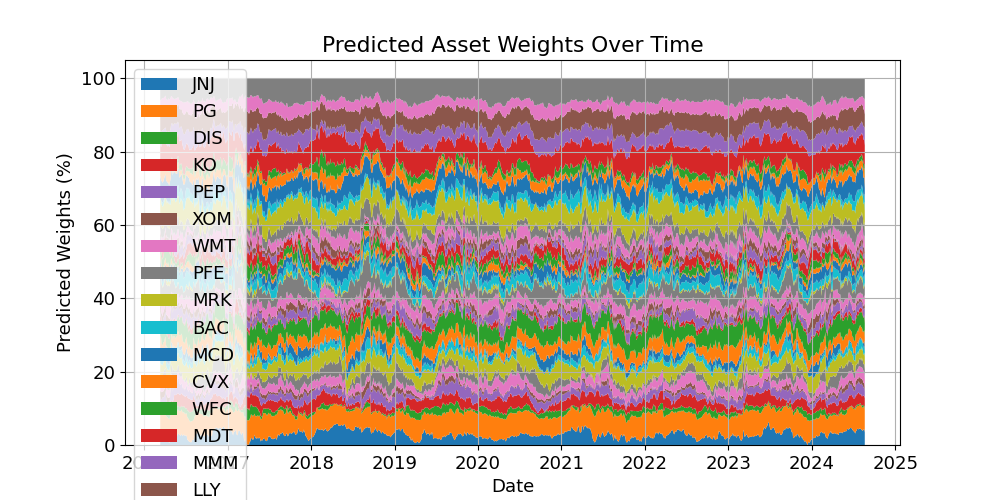 Predicted Asset Weights Over Time
Predicted Weights (%)
100
80
60
40
20
0
JNJ
PG
DIS
KO
PEP
XOM
WMT
PFE
MRK
BAC
MCD
CVX
WFC
MDT
MMM
LLY
2018
2019
2020
2021
2022
2023
2024
2025
Date